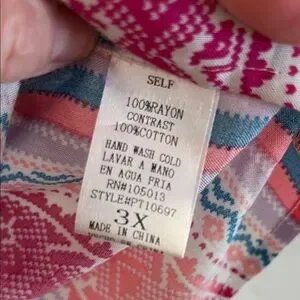 SELF
100%RAYON
CONTRAST
100%COTTON
HAND WASH COLD
LAVAR A MANO
EN AGUA FRIA
RN#105013
STYLE#PT10697
3X
MADE IN CHINA